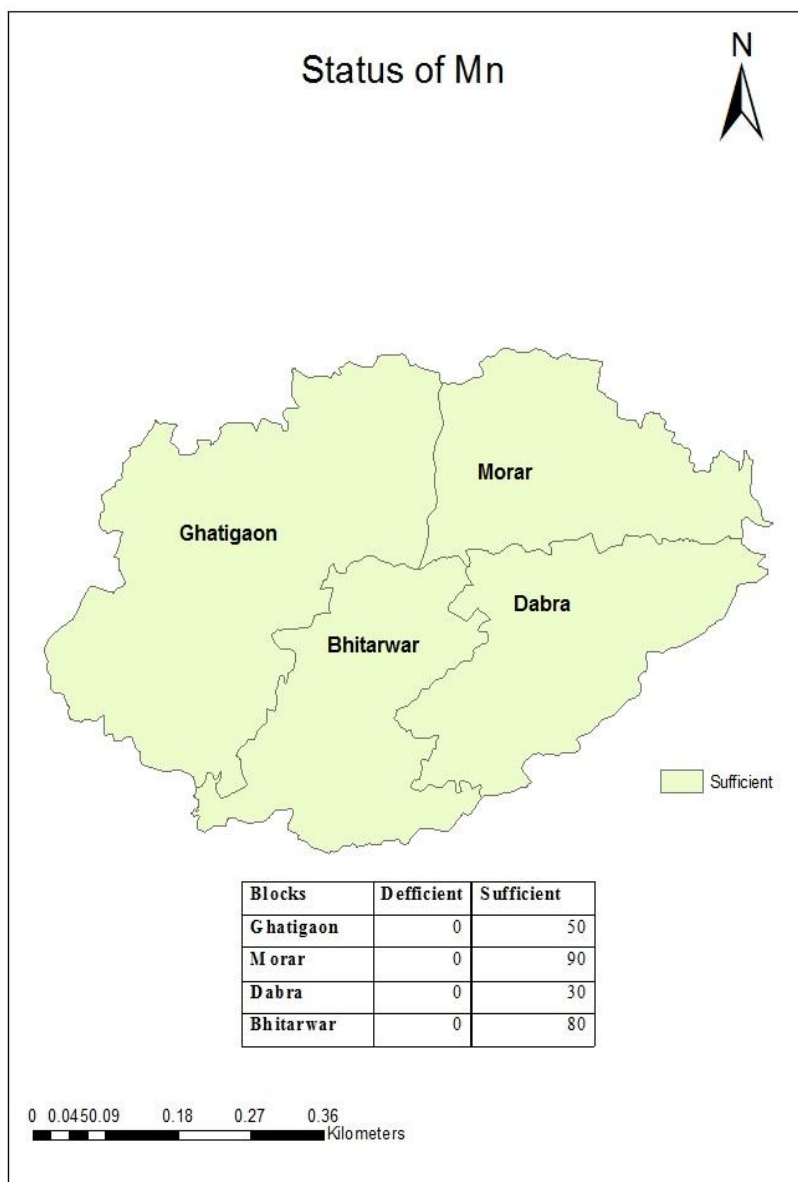 N
Status of Mn
Morar
Ghatigaon
Dabra
Bhitarwar
Sufficient
Blocks Defficient Sufficient
Ghatigaon 0 50
Morar 0 90
Dabra 0 30
Bhitarwar 0 80
0 0.0450.09 0.18 0.27 0.36
Kilometers